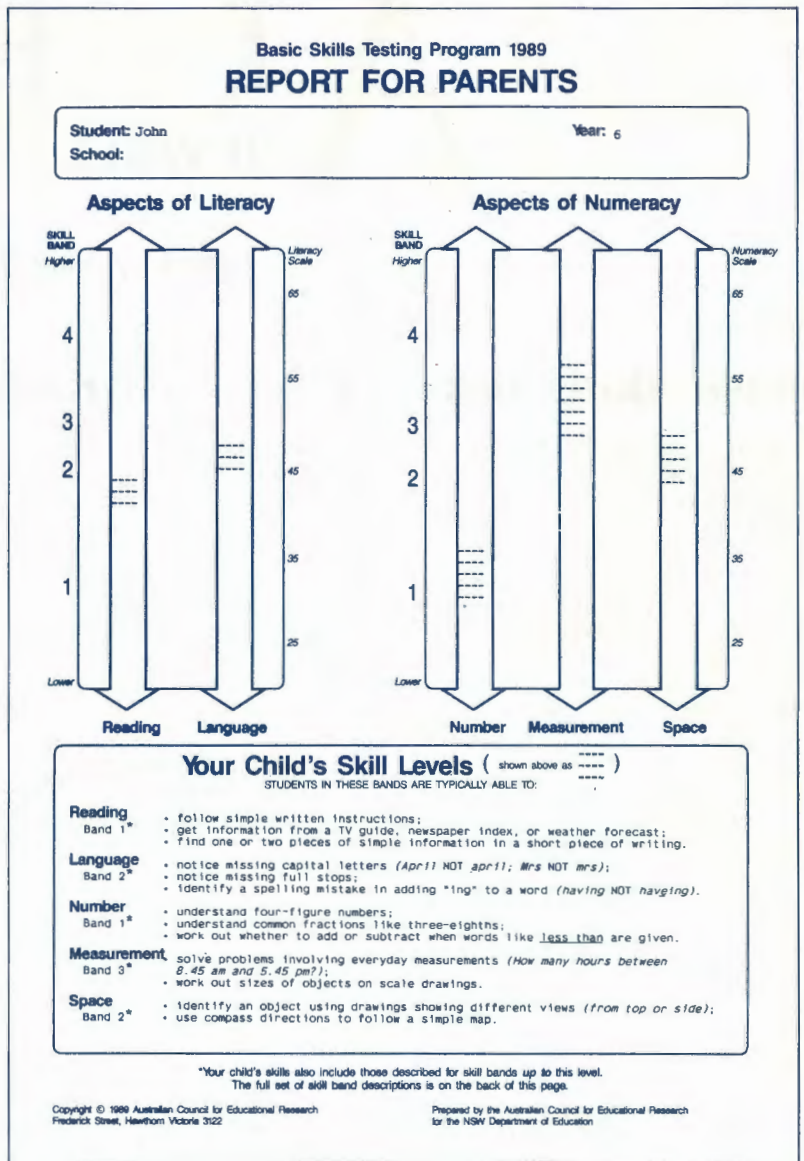 Basic Skills Testing Program 1989
REPORT FOR PARENTS
Student: John Year: 6
School:
Aspects of Literacy
SKILL
BAND
Higher
Literacy
Scale
65
4
55
3
2
45
35
1
25
Lower
Reading Language
Aspects of Numeracy
SKILL
BAND
Higher
Numeracy
Scale
65
4
55
3
2
45
35
1
25
Lower
Number Measurement Space
Your Child's Skill Levels ( shown above as ---- )
STUDENTS IN THESE BANDS ARE TYPICALLY ABLE TO:
Reading
Band 1*
• follow simple written instructions;
• get information from a TV guide, newspaper index, or weather forecast;
• find one or two pieces of simple information in a short piece of writing.
Language
Band 2*
• notice missing capital letters (April NOT april; Mrs NOT mrs);
• notice missing full stops;
• identify a spelling mistake in adding "ing" to a word (having NOT haveing).
Number
Band 1*
• understand four-figure numbers;
• understand common fractions like three-eighths;
• work out whether to add or subtract when words like less than are given.
Measurement
Band 3*
• solve problems involving everyday measurements (How many hours between
8.45 am and 5.45 pm?);
• work out sizes of objects on scale drawings.
Space
Band 2*
• identify an object using drawings showing different views (from top or side);
• use compass directions to follow a simple map.
*Your child's skills also include those described for skill bands up to this level.
The full set of skill band descriptions is on the back of this page.
Copyright © 1989 Australian Council for Educational Research
Frederick Street, Hawthorn Victoria 3122
Prepared by the Australian Council for Educational Research
for the NSW Department of Education